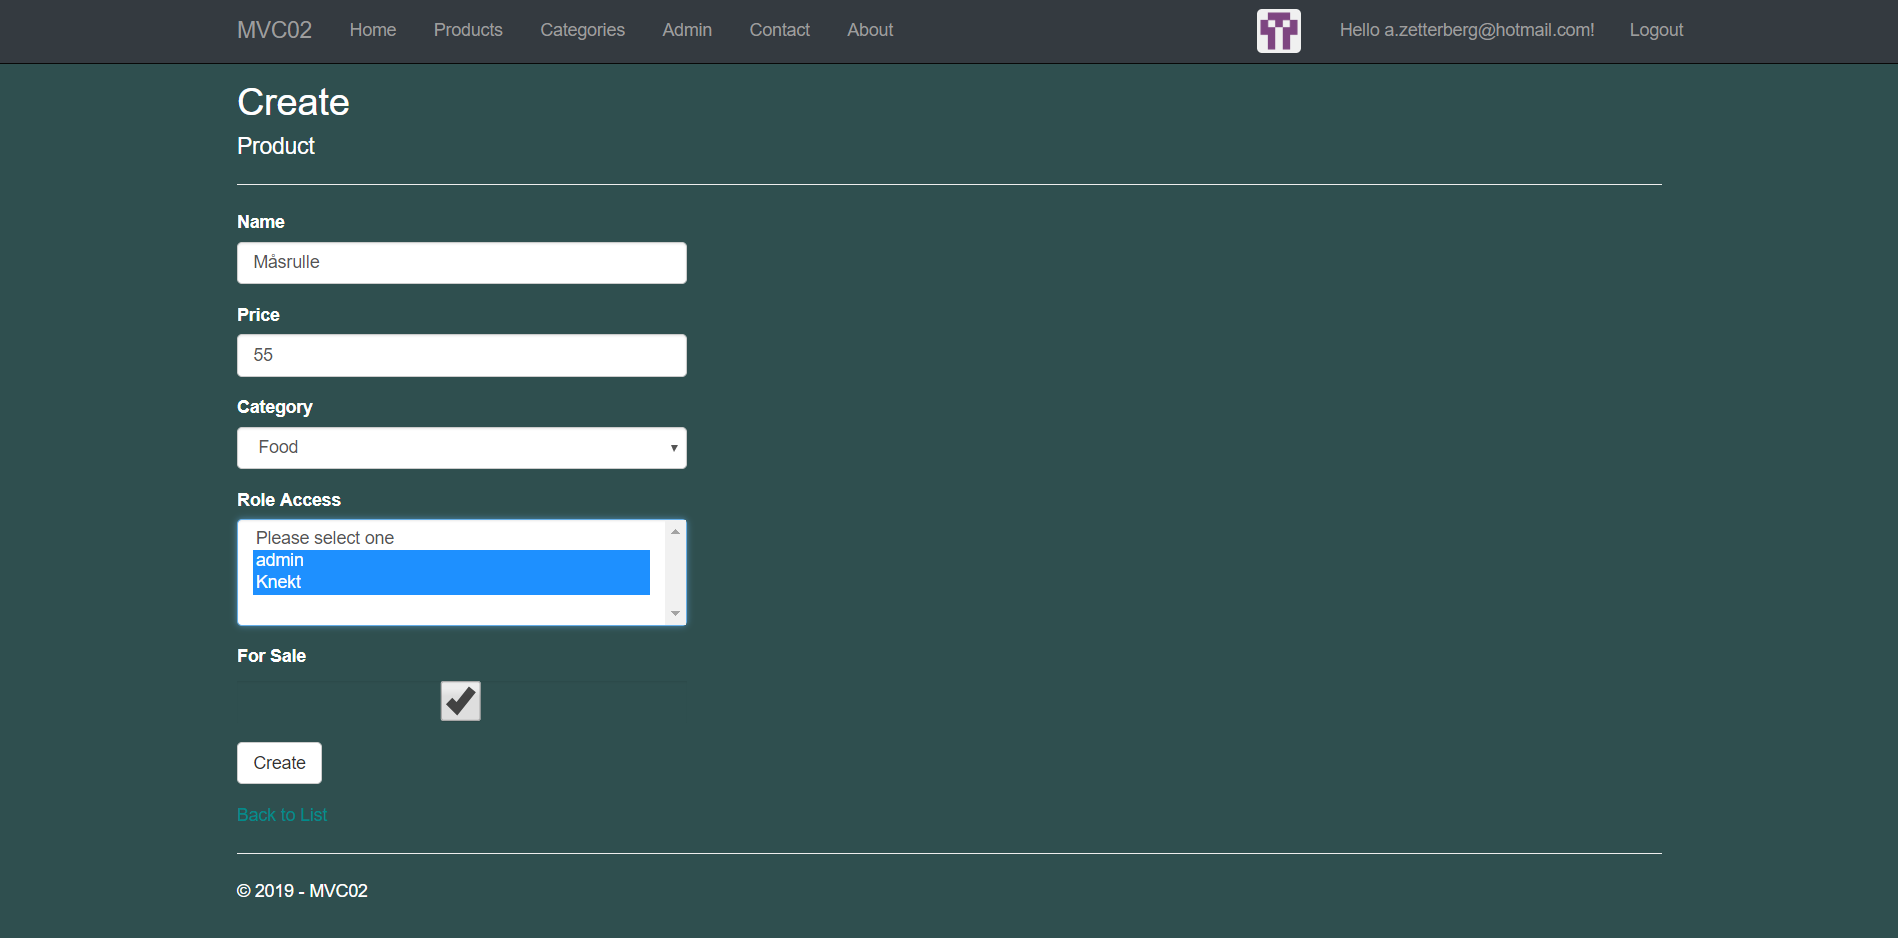 MVC02 Home Products Categories Admin Contact About Hello a.zetterberg@hotmail.com! Logout
Create
Product
Name
Måsrulle
Price
55
Category
Food
Role Access
Please select one
admin
Knekt
For Sale
Create
Back to List
© 2019 - MVC02